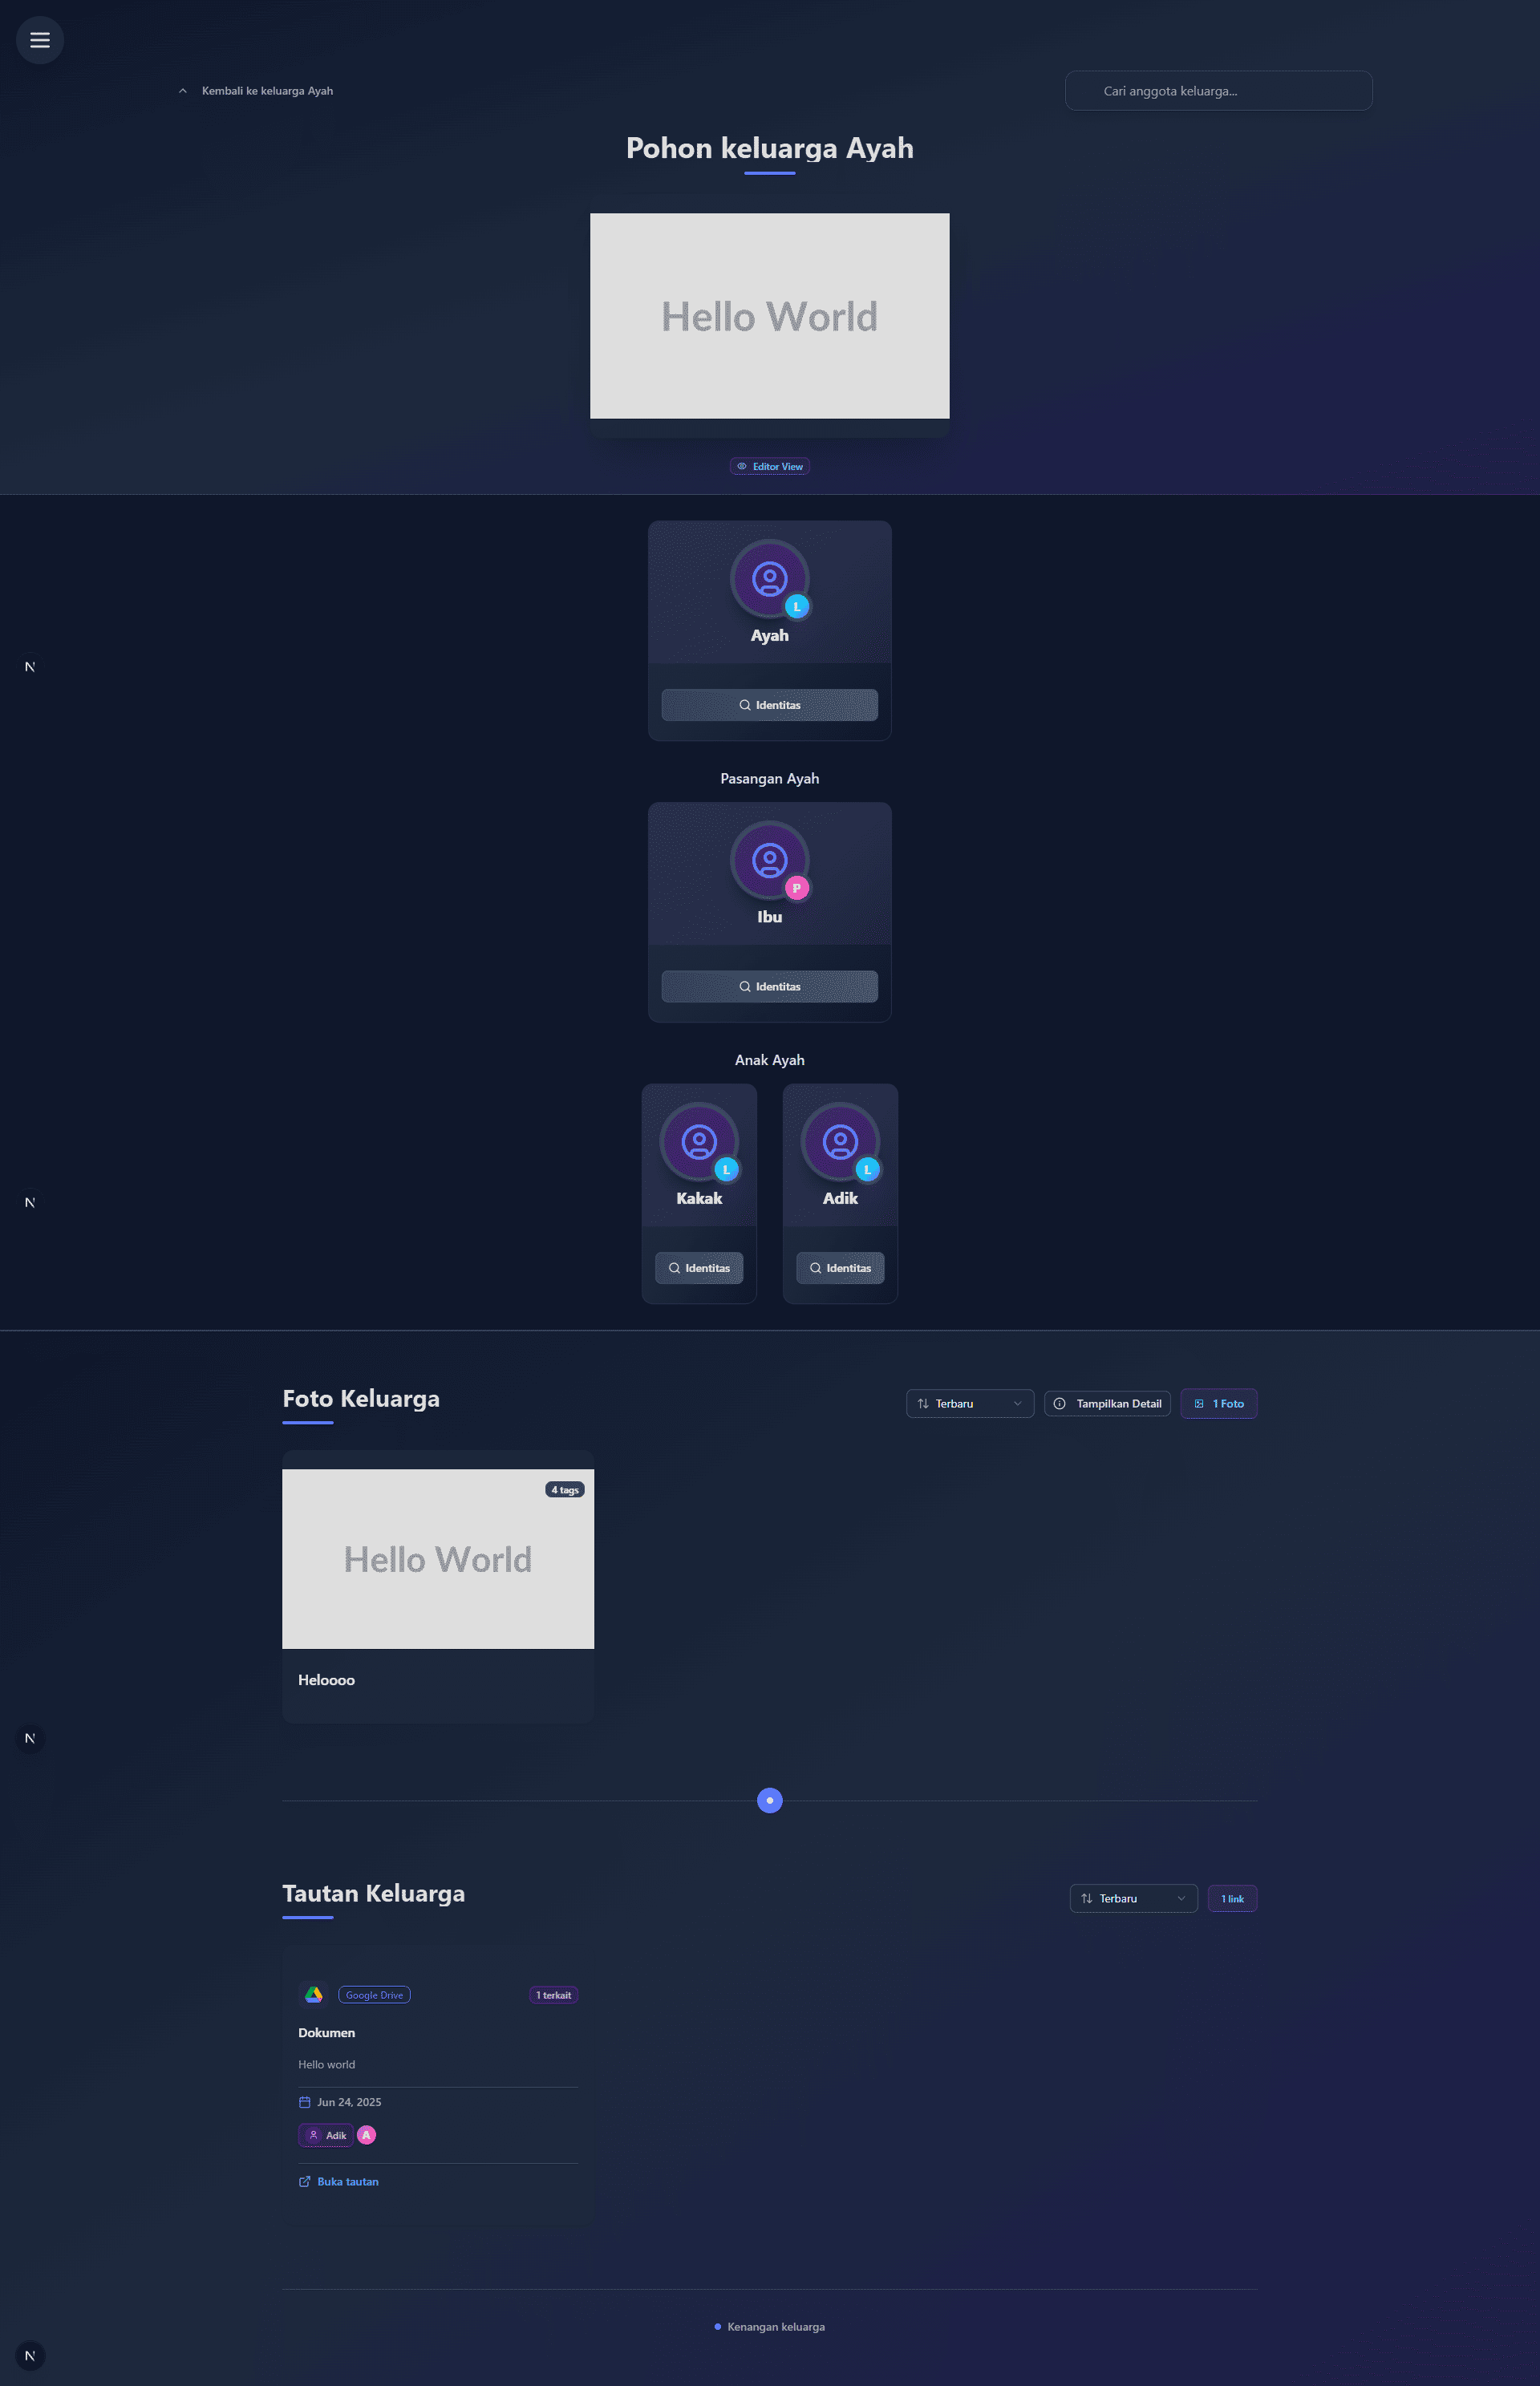 Kembali ke keluarga Ayah
Cari anggota keluarga...
Pohon keluarga Ayah
Hello World
Editor View
L
Ayah
N
Identitas
Pasangan Ayah
P
Ibu
Identitas
Anak Ayah
L
L
Kakak
Adik
N
Identitas
Identitas
Foto Keluarga
Terbaru
Tampilkan Detail
1 Foto
4 tags
Hello World
Heloooo
N
Tautan Keluarga
Terbaru
1 link
Google Drive
1 terkait
Dokumen
Hello world
Jun 24, 2025
Adik
A
Buka tautan
Kenangan keluarga
N